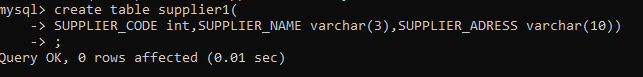 mysql> create table supplier1(
    -> SUPPLIER_CODE int,SUPPLIER_NAME varchar(3),SUPPLIER_ADRESS varchar(10))
    -> ;
Query OK, 0 rows affected (0.01 sec)